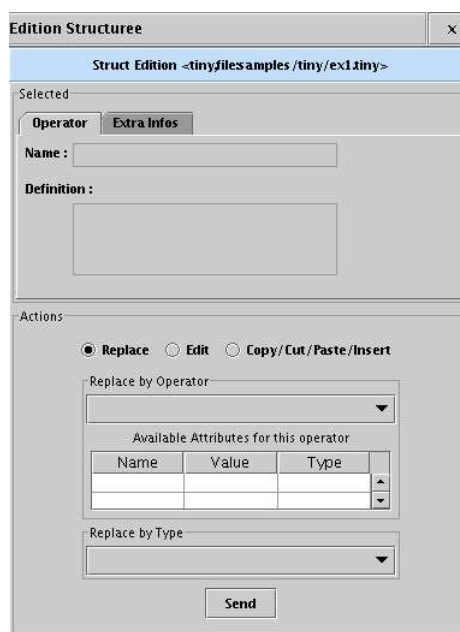 Edition Structuree x
Struct Edition <tiny,file:samples/tiny/ex1.tiny>
Selected
Operator Extra Infos
Name :
Definition :
Actions
Replace Edit Copy/Cut/Paste/Insert
Replace by Operator
Available Attributes for this operator
Name Value Type
Replace by Type
Send